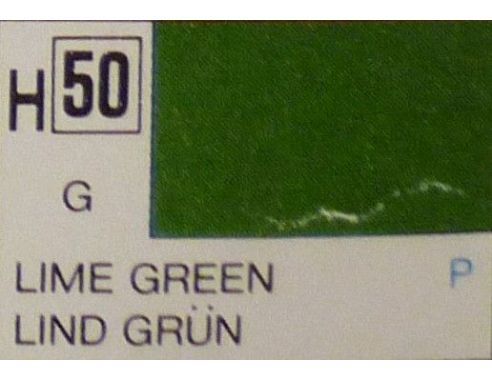 H 50
G
LIME GREEN P
LIND GRÜN